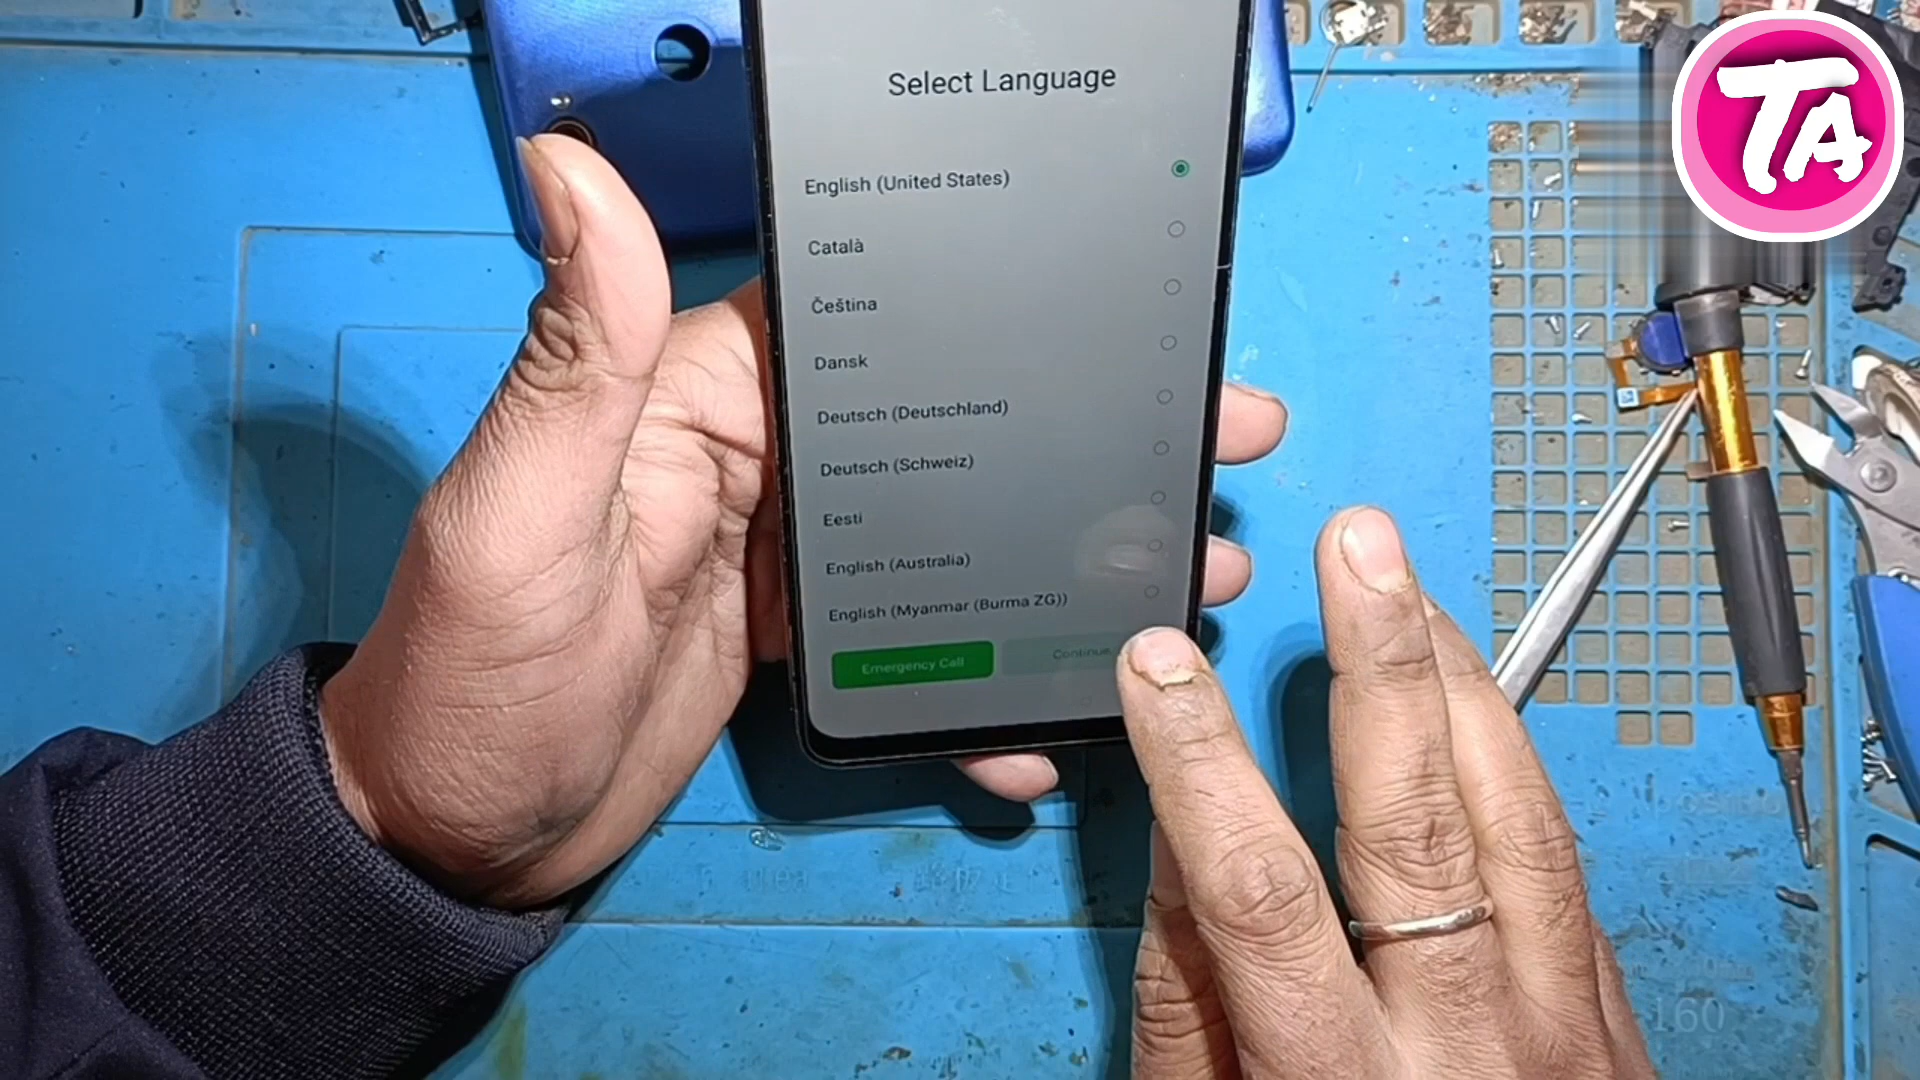 TA
Select Language
English (United States)
Català
Čeština
Dansk
Deutsch (Deutschland)
Deutsch (Schweiz)
Eesti
English (Australia)
English (Myanmar (Burma ZG))
Emergency Call
Continue
160